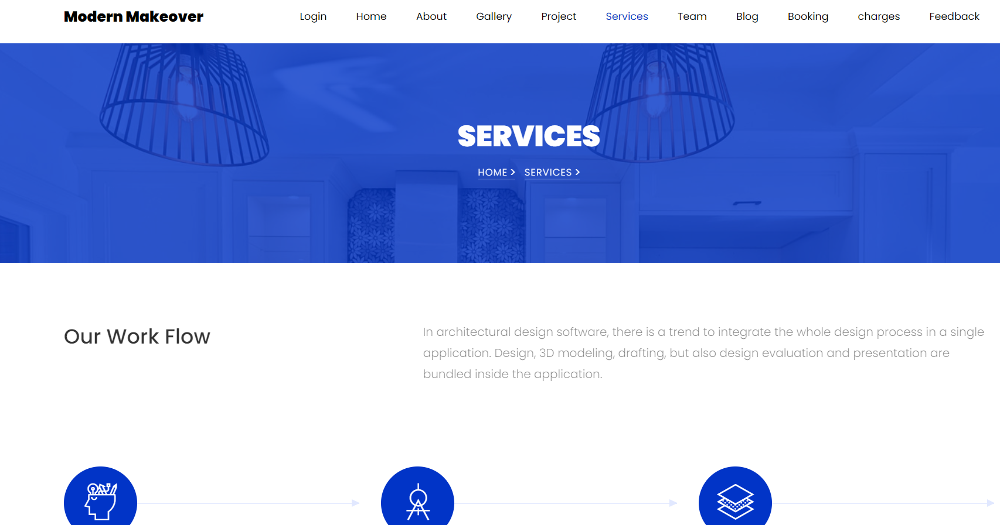 Modern Makeover
Login Home About Gallery Project Services Team Blog Booking charges Feedback
SERVICES
HOME > SERVICES >
Our Work Flow
In architectural design software, there is a trend to integrate the whole design process in a single
application. Design, 3D modeling, drafting, but also design evaluation and presentation are
bundled inside the application.